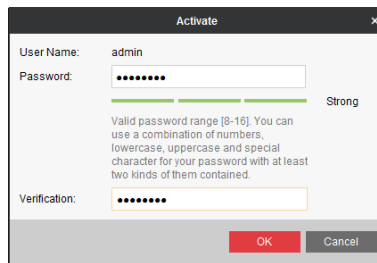 Activate
×
User Name: admin
Password: ●●●●●●●●
Strong
Valid password range [8-16]. You can
use a combination of numbers,
lowercase, uppercase and special
character for your password with at least
two kinds of them contained.
Verification: ●●●●●●●●
OK Cancel